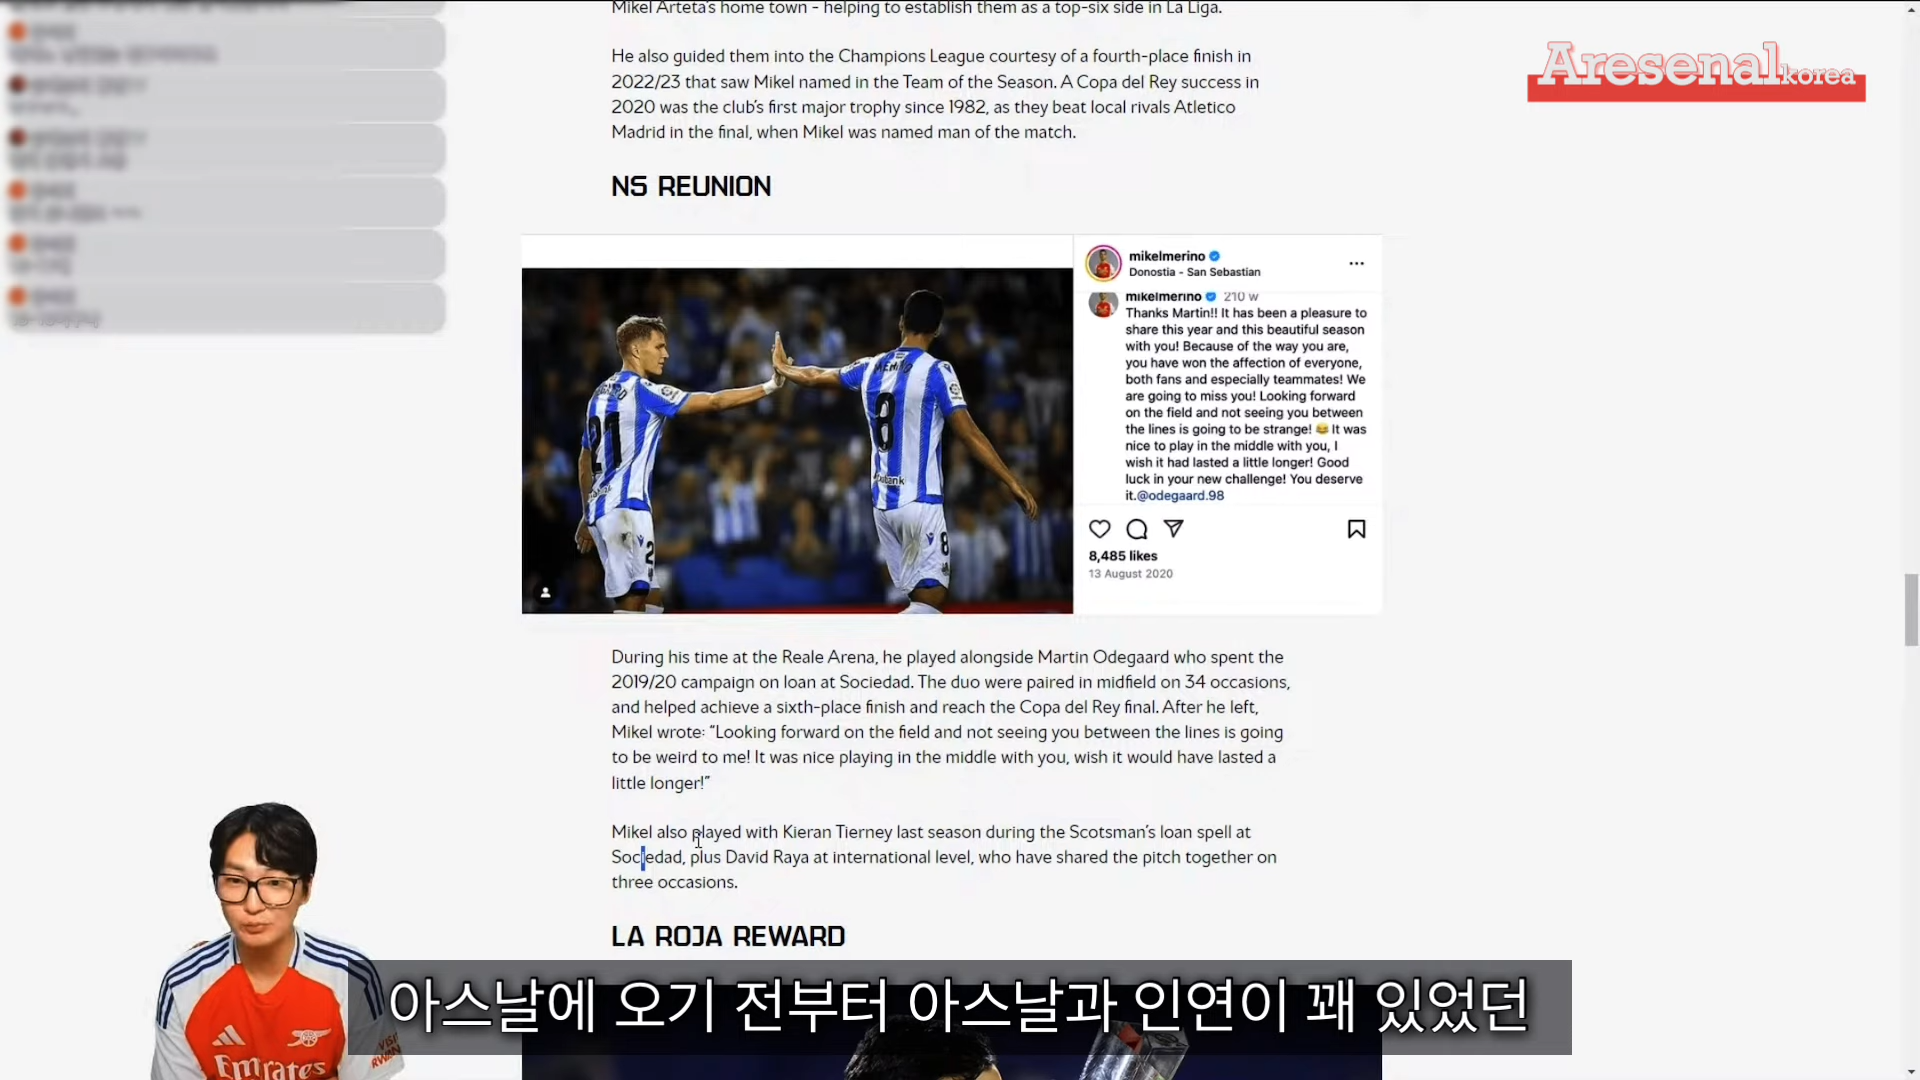 Mikel Arteta's home town - helping to establish them as a top-six side in La Liga.
He also guided them into the Champions League courtesy of a fourth-place finish in
2022/23 that saw Mikel named in the Team of the Season. A Copa del Rey success in
2020 was the club's first major trophy since 1982, as they beat local rivals Atletico
Madrid in the final, when Mikel was named man of the match.
Aresenal korea
NS REUNION
mikelmerino
Donostia - San Sebastian
mikelmerino 210 w
Thanks Martin!! It has been a pleasure to
share this year and this beautiful season
with you! Because of the way you are,
you have won the affection of everyone,
both fans and especially teammates! We
are going to miss you! Looking forward
on the field and not seeing you between
the lines is going to be strange! 😂 It was
nice to play in the middle with you, I
wish it had lasted a little longer! Good
luck in your new challenge! You deserve
it.@odegaard.98
8,485 likes
13 August 2020
21
8
2
8
During his time at the Reale Arena, he played alongside Martin Odegaard who spent the
2019/20 campaign on loan at Sociedad. The duo were paired in midfield on 34 occasions,
and helped achieve a sixth-place finish and reach the Copa del Rey final. After he left,
Mikel wrote: “Looking forward on the field and not seeing you between the lines is going
to be weird to me! It was nice playing in the middle with you, wish it would have lasted a
little longer!”
Mikel also played with Kieran Tierney last season during the Scotsman's loan spell at
Sociedad, plus David Raya at international level, who have shared the pitch together on
three occasions.
LA ROJA REWARD
아스날에 오기 전부터 아스날과 인연이 꽤 있었던
Arsenal
Emirates
VISIT
RWAN